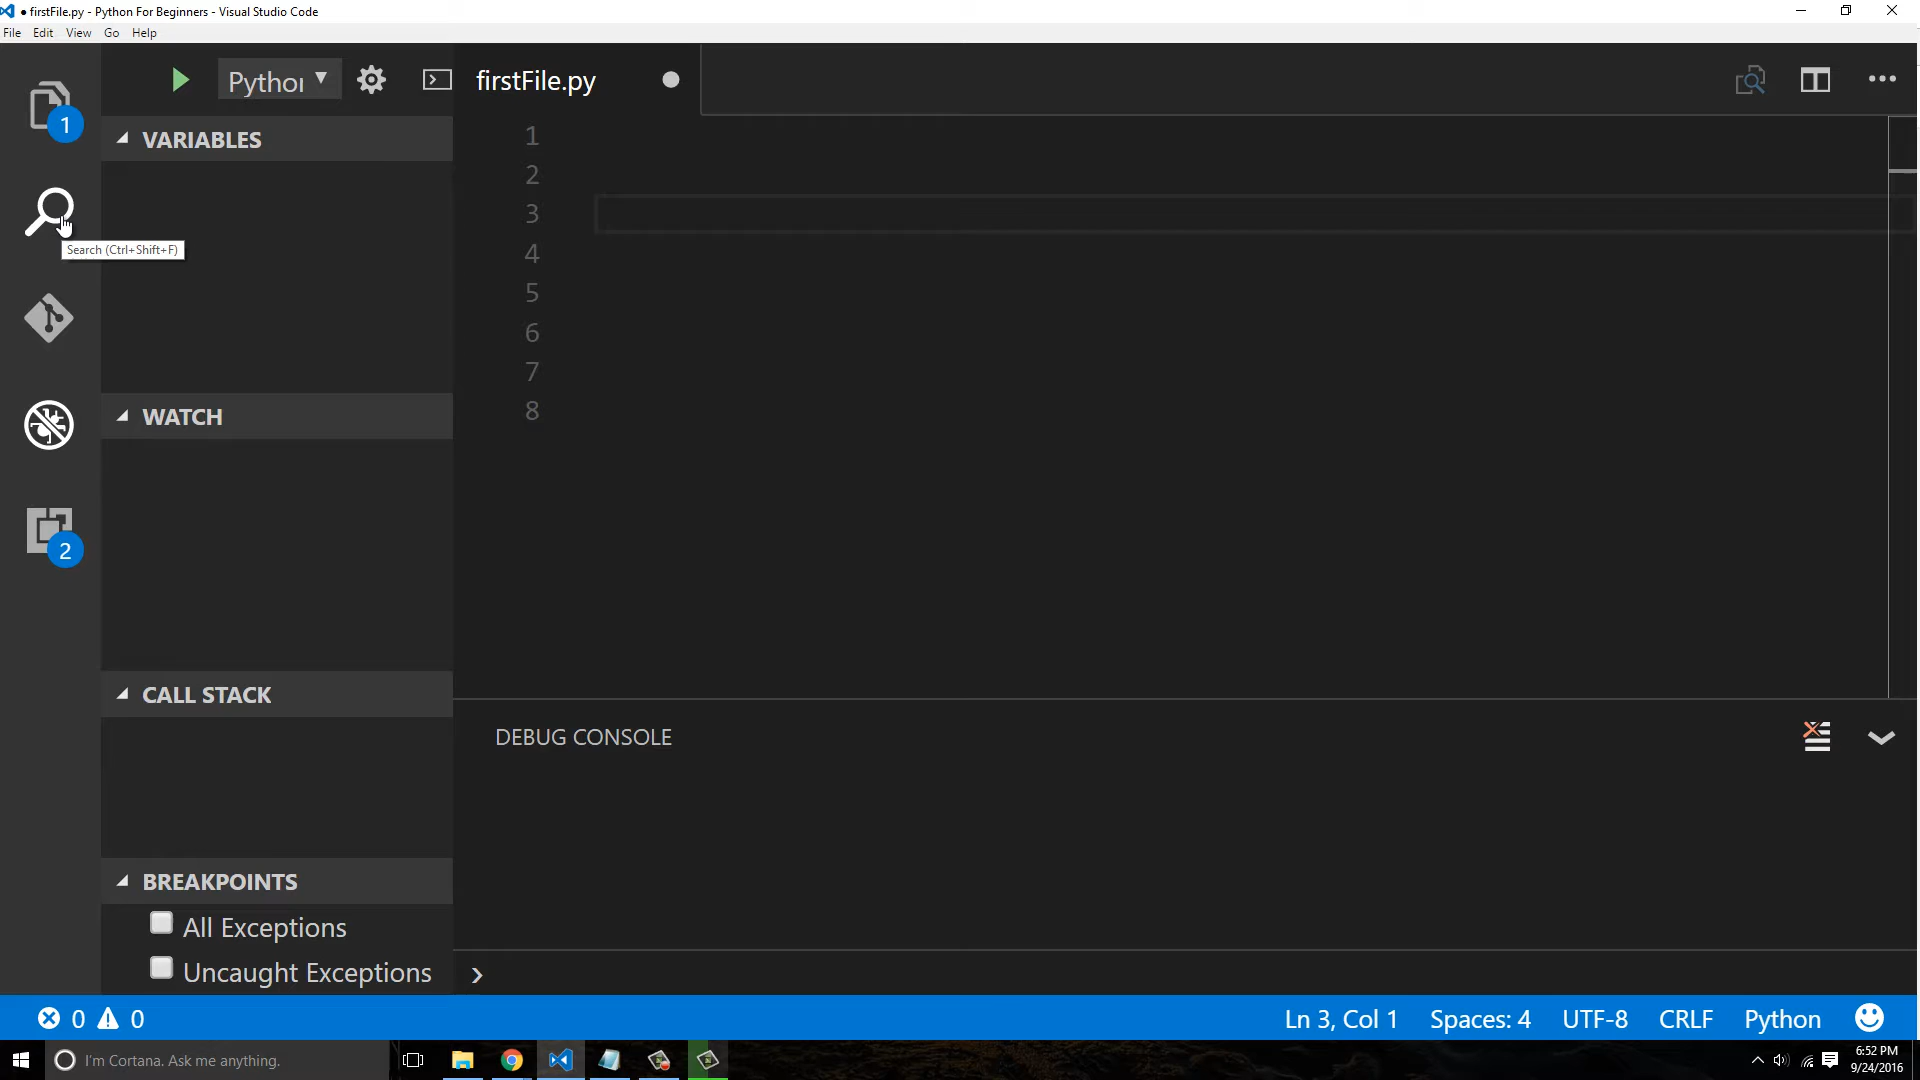 ● firstFile.py - Python For Beginners - Visual Studio Code
File Edit View Go Help
Pythor
firstFile.py
1
VARIABLES
1
2
3
4
5
6
7
8
Search (Ctrl+Shift+F)
WATCH
2
CALL STACK
DEBUG CONSOLE
BREAKPOINTS
All Exceptions
Uncaught Exceptions
0 0
Ln 3, Col 1 Spaces: 4 UTF-8 CRLF Python
I'm Cortana. Ask me anything.
6:52 PM
9/24/2016